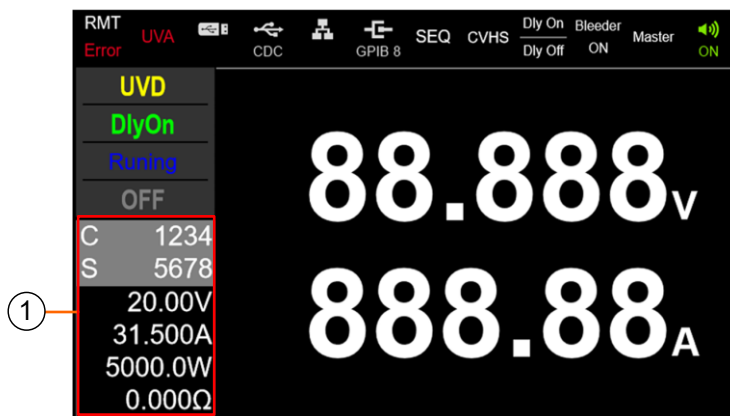 RMT UVA SEQ CVHS Dly On Bleeder Master
Error CDC GPIB 8 Dly Off ON ON
UVD
DlyOn
Runing
OFF
C 1234
S 5678
20.00V
31.500A
5000.0W
0.000Ω
88.888V
888.88A
1